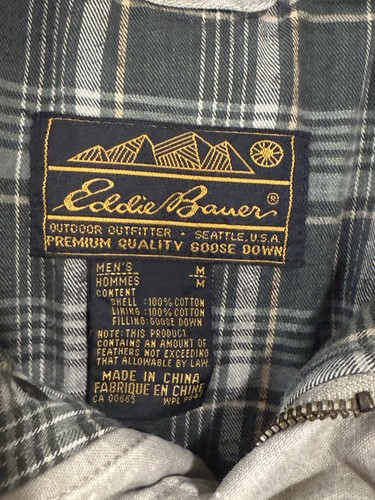 Eddie Bauer ®
OUTDOOR OUTFITTER • SEATTLE, U.S.A.
PREMIUM QUALITY GOOSE DOWN
MEN'S M
HOMMES M
CONTENT
SHELL :100% COTTON
LINING :100% COTTON
FILLING:GOOSE DOWN
NOTE: THIS PRODUCT
CONTAINS AN AMOUNT OF
FEATHERS NOT EXCEEDING
THAT ALLOWABLE BY LAW
MADE IN CHINA
FABRIQUE EN CHINE
CA 00665 WPL